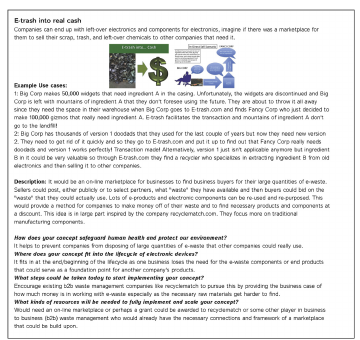 E-trash into real cash
Companies can end up with left-over electronics and components for electronics, imagine if there was a marketplace for
them to sell their scrap, trash, and left-over chemicals to other companies that need it.
Example Use cases:
1: Big Corp makes 50,000 widgets that need ingredient A in the casing. Unfortunately, the widgets are discontinued and Big
Corp is left with mountains of ingredient A that they don't foresee using the future. They are about to throw it all away
since they need the space in their warehouse when Big Corp goes to E-trash.com and finds Fancy Corp who just decided to
make 100,000 gizmos that really need ingredient A. E-trash facilitates the transaction and mountains of ingredient A don't
go to the landfill!
2: Big Corp has thousands of version 1 doodads that they used for the last couple of years but now they need new version
2. They need to get rid of it quickly and so they go to E-trash.com and put it up to find out that Fancy Corp really needs
doodads and version 1 works perfectly! Transaction made! Alternatively, version 1 just isn't applicable anymore but ingredient
B in it could be very valuable so through E-trash.com they find a recycler who specializes in extracting ingredient B from old
electronics and then selling it to other companies.
Description: It would be an on-line marketplace for businesses to find business buyers for their large quantities of e-waste.
Sellers could post, either publicly or to select partners, what "waste" they have available and then buyers could bid on the
"waste" that they could actually use. Lots of e-products and electronic components can be re-used and re-purposed. This
would provide a method for companies to make money off of their waste and to find necessary products and components at
a discount. This idea is in large part inspired by the company recyclematch.com. They focus more on traditional
manufacturing components.
How does your concept safeguard human health and protect our environment?
It helps to prevent companies from disposing of large quantities of e-waste that other companies could really use.
Where does your concept fit into the lifecycle of electronic devices?
It fits in at the end/beginning of the lifecycle as one business loses the need for the e-waste components or end products
that could serve as a foundation point for another company's products.
What steps could be taken today to start implementing your concept?
Encourage existing b2b waste management companies like recyclematch to pursue this by providing the business case of
how much money is in working with e-waste especially as the necessary raw materials get harder to find.
What kinds of resources will be needed to fully implement and scale your concept?
Would need an on-line marketplace or perhaps a grant could be awarded to recyclematch or some other player in business
to business (b2b) waste management who would already have the necessary connections and framework of a marketplace
that could be built upon.